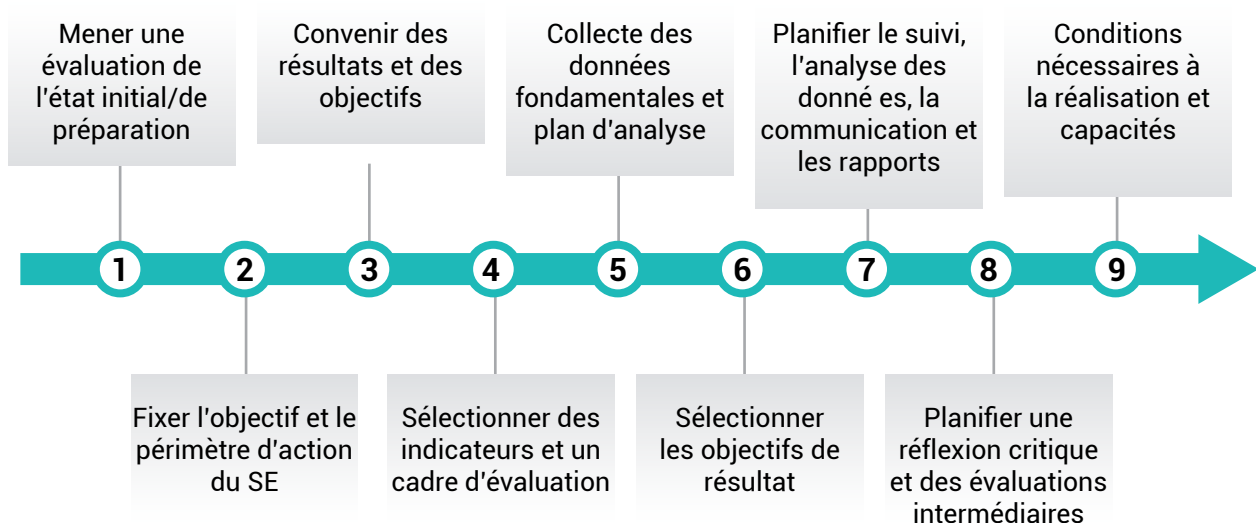 Mener une
évaluation de
l'état initial/de
préparation
Convenir des
résultats et des
objectifs
Collecte des
données
fondamentales et
plan d'analyse
Planifier le suivi,
l'analyse des
donné es, la
communication et
les rapports
Conditions
nécessaires à
la réalisation et
capacités
1 2 3 4 5 6 7 8 9
Fixer l'objectif et le
périmètre d'action
du SE
Sélectionner des
indicateurs et un
cadre d'évaluation
Sélectionner
les objectifs de
résultat
Planifier une
réflexion critique
et des évaluations
intermédiaires